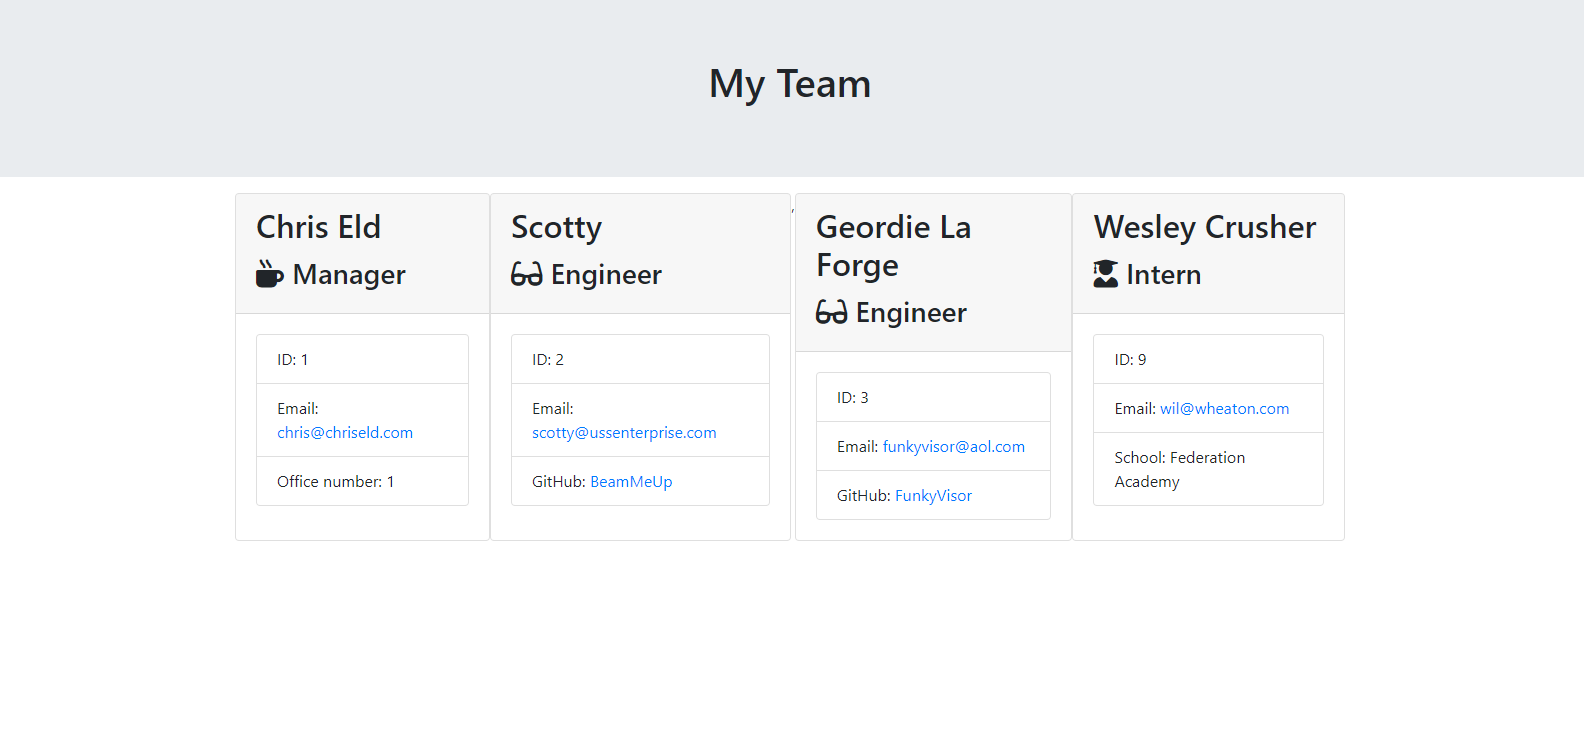 My Team
Chris Eld
Manager
ID: 1
Email:
chris@chriseld.com
Office number: 1
Scotty
Engineer
ID: 2
Email:
scotty@ussenterprise.com
GitHub: BeamMeUp
,
Geordie La
Forge
Engineer
ID: 3
Email: funkyvisor@aol.com
GitHub: FunkyVisor
Wesley Crusher
Intern
ID: 9
Email: wil@wheaton.com
School: Federation
Academy